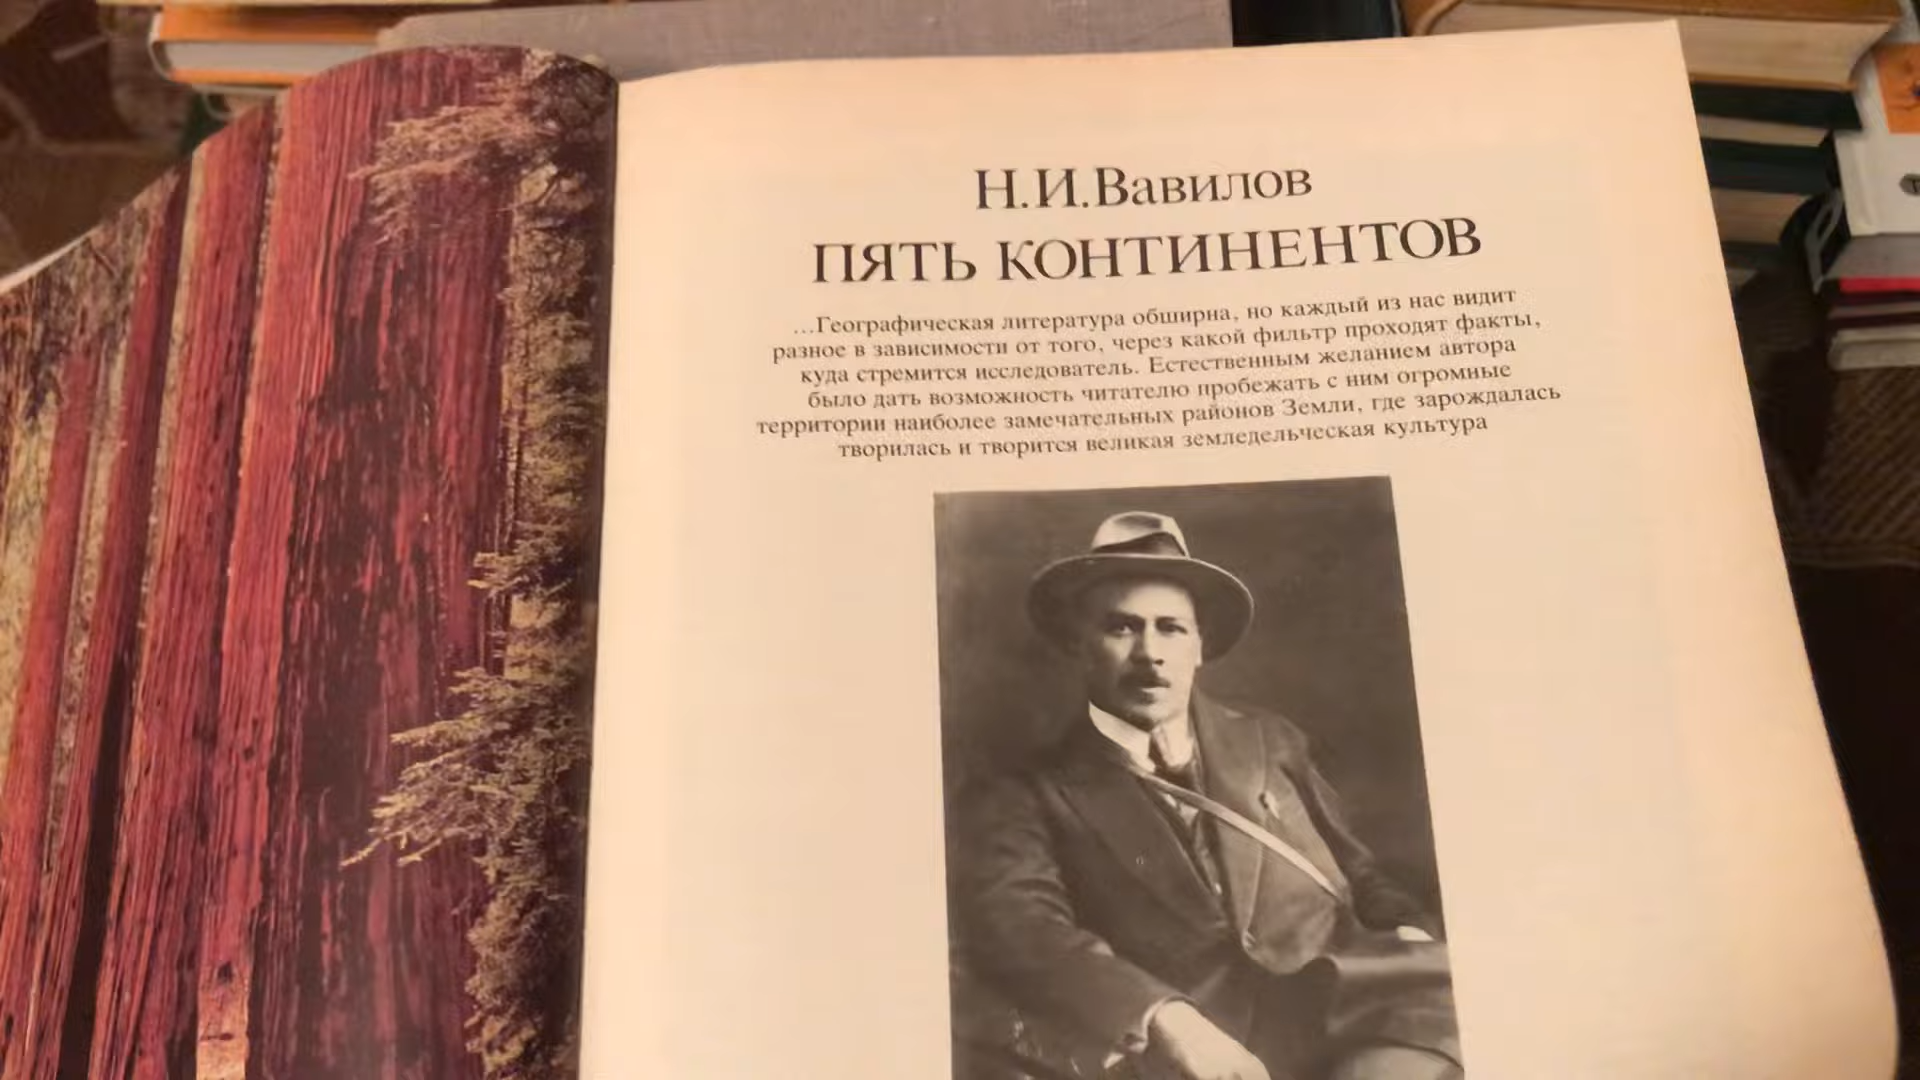 Н.И.Вавилов
ПЯТЬ КОНТИНЕНТОВ
...Географическая литература обширна, но каждый из нас видит
разное в зависимости от того, через какой фильтр проходят факты,
куда стремится исследователь. Естественным желанием автора
было дать возможность читателю пробежать с ним огромные
территории наиболее замечательных районов Земли, где зарождалась
творилась и творится великая земледельческая культура